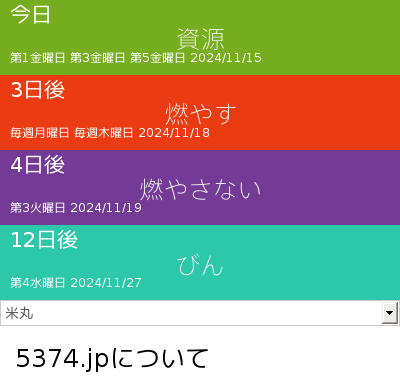 今日
資源
第1金曜日 第3金曜日 第5金曜日 2024/11/15
3日後
燃やす
毎週月曜日 毎週木曜日 2024/11/18
4日後
燃やさない
第3火曜日 2024/11/19
12日後
びん
第4水曜日 2024/11/27
米丸
5374.jpについて